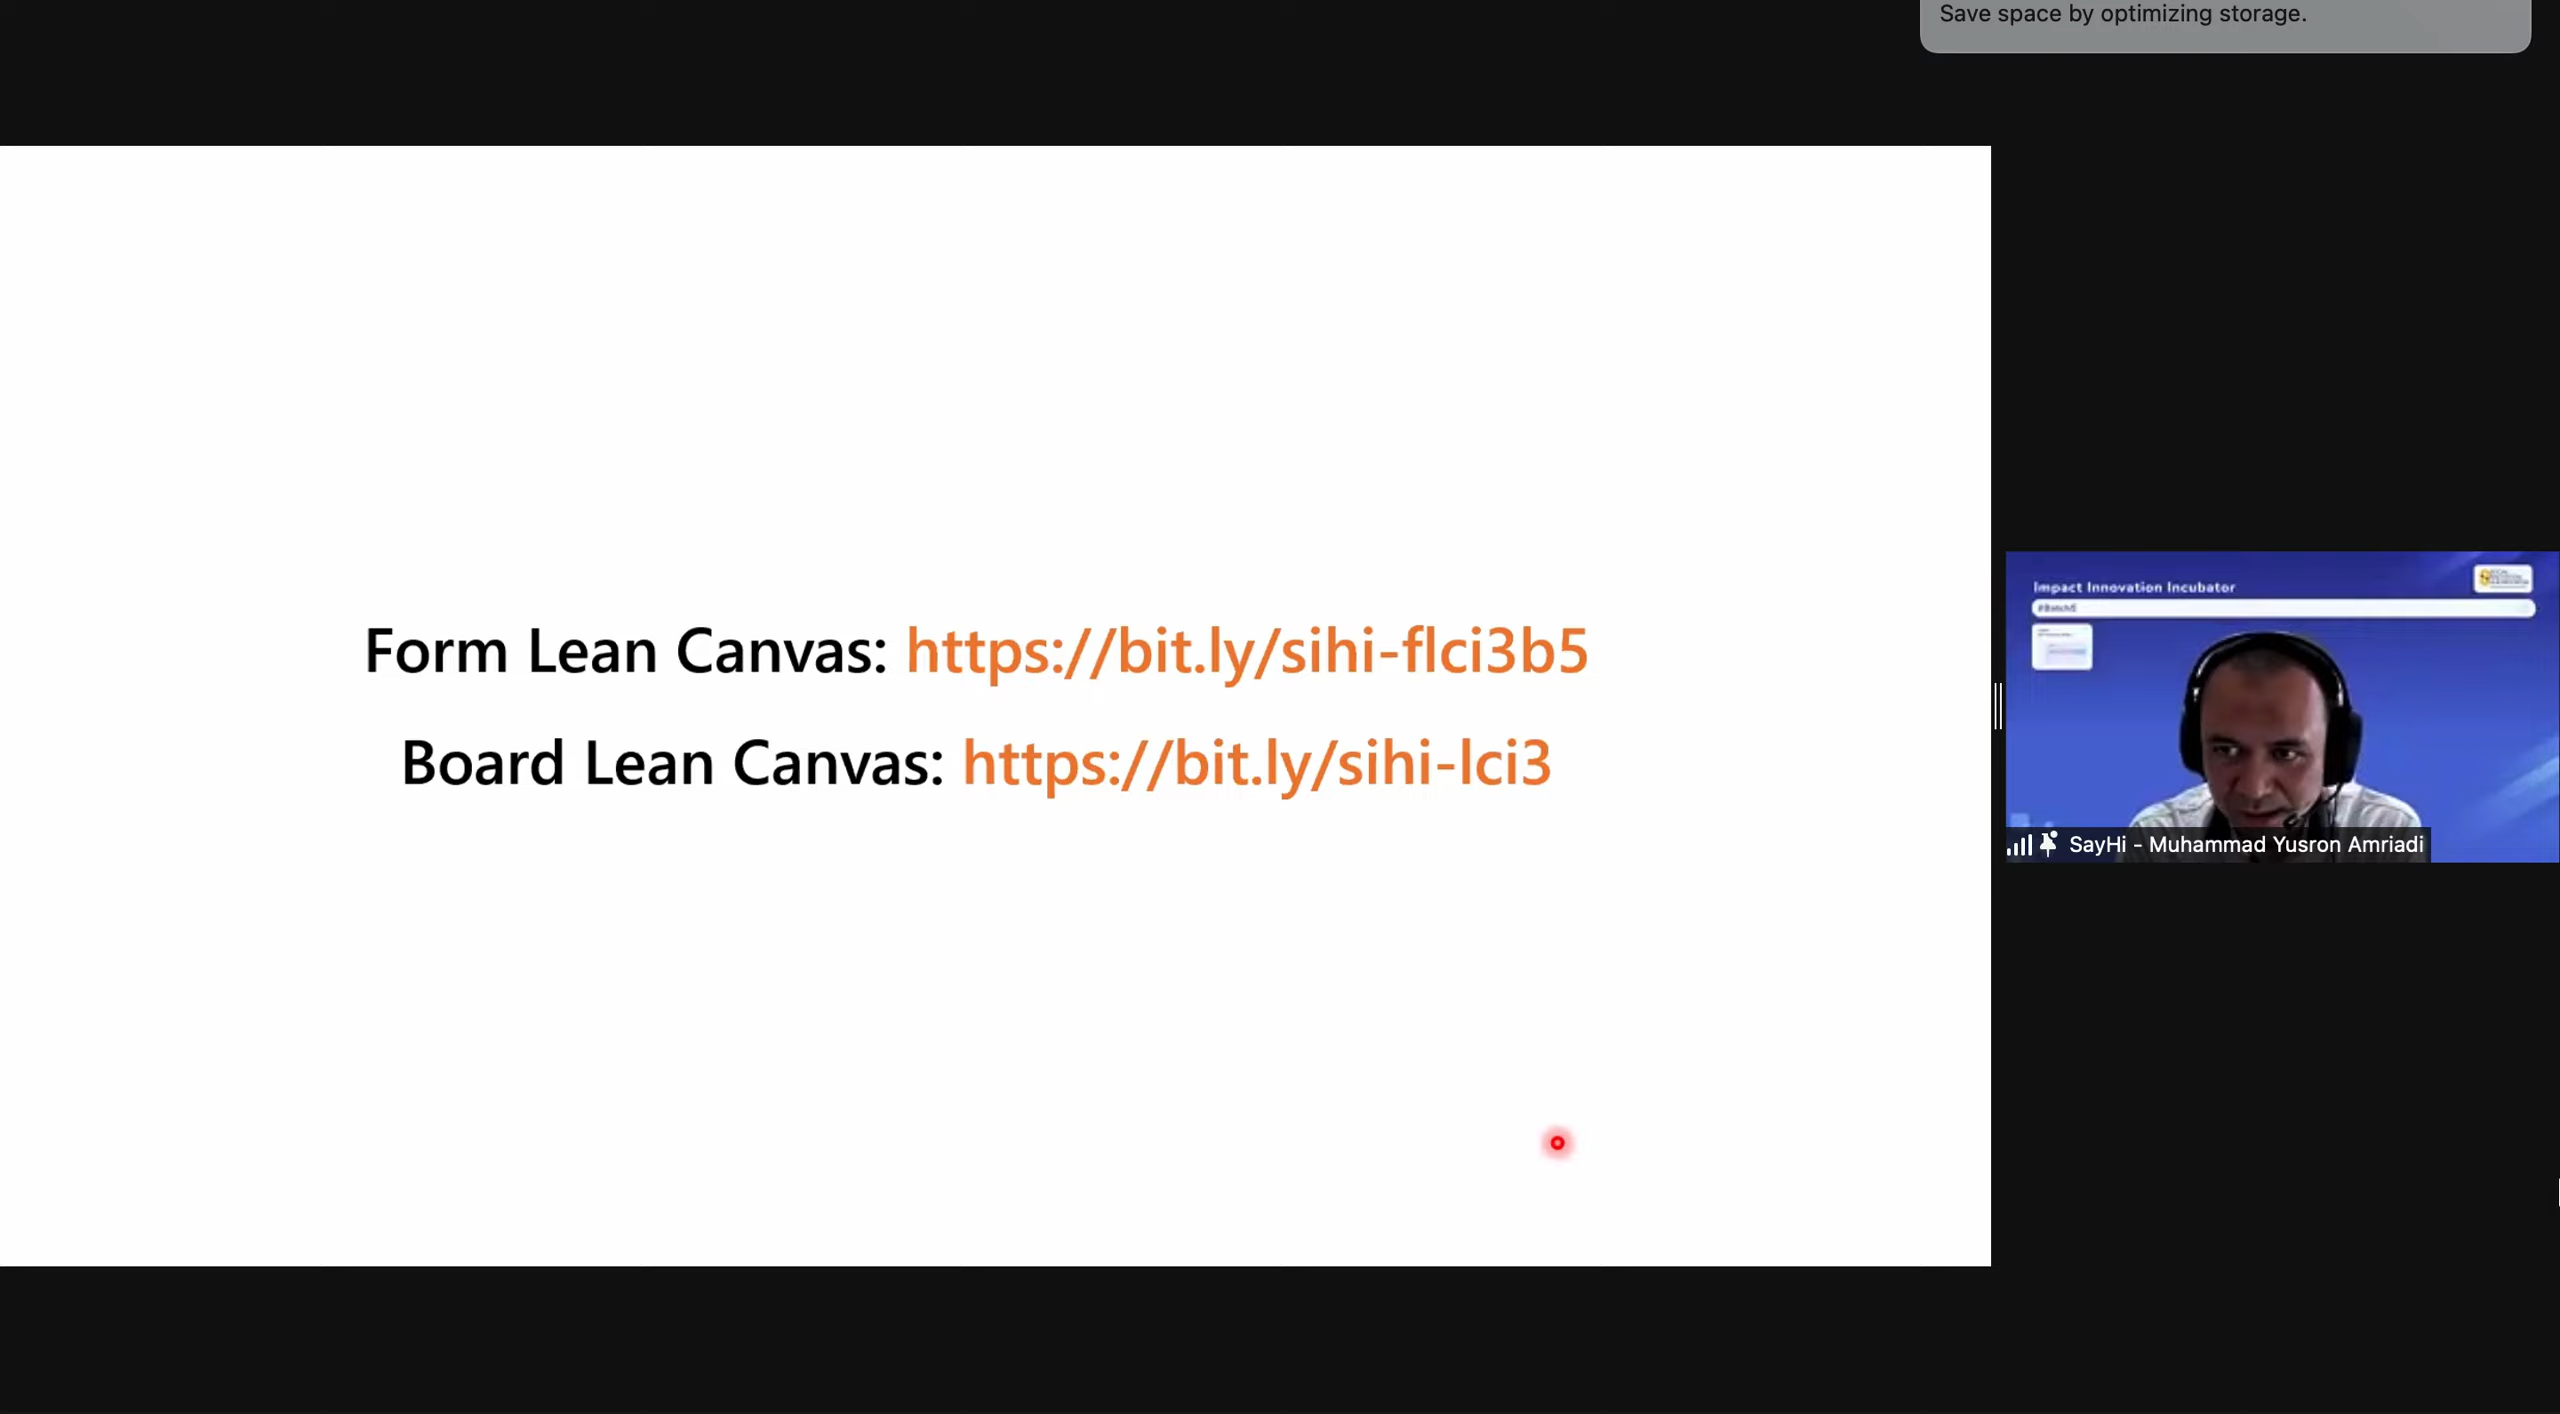 Save space by optimizing storage.
Form Lean Canvas: https://bit.ly/sihi-flci3b5
Board Lean Canvas: https://bit.ly/sihi-lci3
Impact Innovation Incubator
#Batch5
SayHi - Muhammad Yusron Amriadi